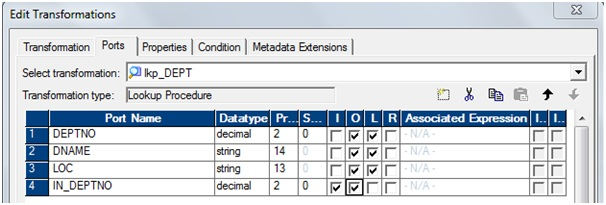 Edit Transformations
Transformation Ports Properties Condition Metadata Extensions
Select transformation: lkp_DEPT
Transformation type: Lookup Procedure
Port Name Datatype Pr... S... I O L R Associated Expression I... I...
1 DEPTNO decimal 2 0 - N/A -
2 DNAME string 14 0 - N/A -
3 LOC string 13 0 - N/A -
4 IN_DEPTNO decimal 2 0 - N/A -